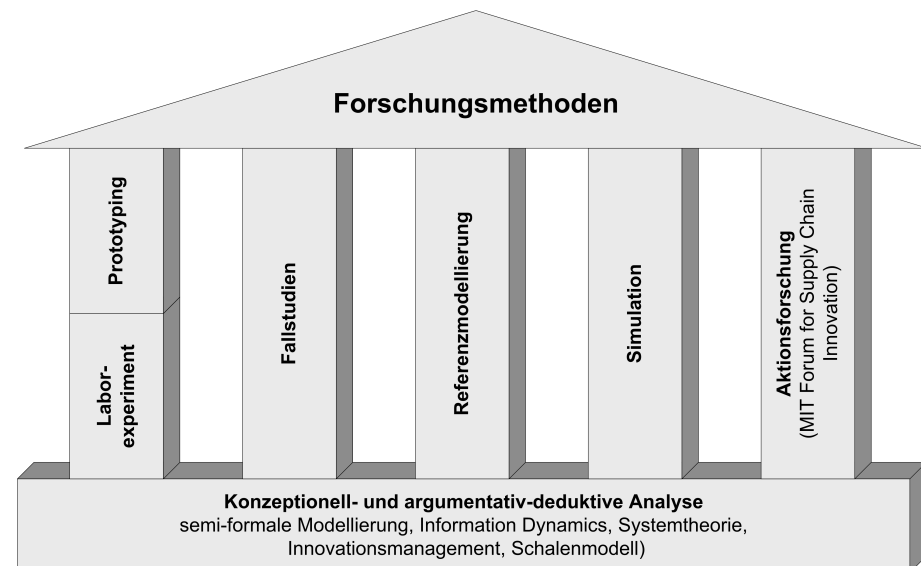 Forschungsmethoden
Prototyping
Labor-
experiment
Fallstudien
Referenzmodellierung
Simulation
Aktionsforschung
(MIT Forum for Supply Chain
Innovation)
Konzeptionell- und argumentativ-deduktive Analyse
semi-formale Modellierung, Information Dynamics, Systemtheorie,
Innovationsmanagement, Schalenmodell)